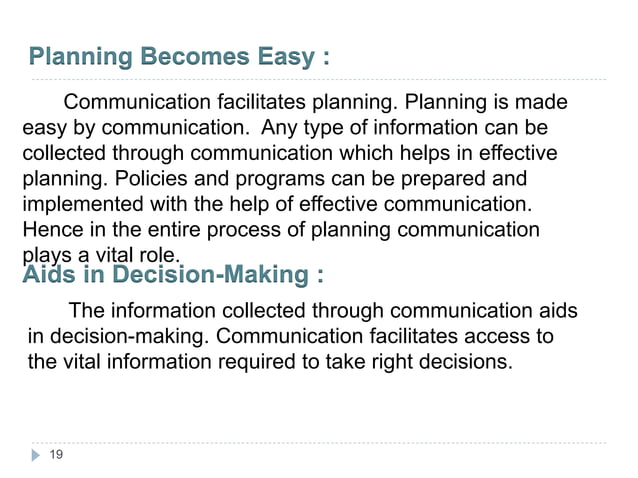 Planning Becomes Easy :
Communication facilitates planning. Planning is made
easy by communication.  Any type of information can be
collected through communication which helps in effective
planning. Policies and programs can be prepared and
implemented with the help of effective communication.
Hence in the entire process of planning communication
plays a vital role.
Aids in Decision-Making :
The information collected through communication aids
in decision-making. Communication facilitates access to
the vital information required to take right decisions.
19